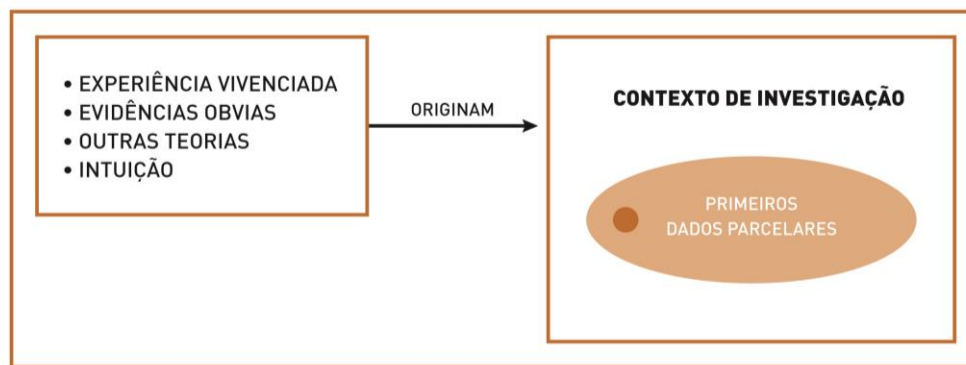 • EXPERIÊNCIA VIVENCIADA
• EVIDÊNCIAS OBVIAS
• OUTRAS TEORIAS
• INTUIÇÃO
ORIGINAM
CONTEXTO DE INVESTIGAÇÃO
PRIMEIROS
DADOS PARCELARES